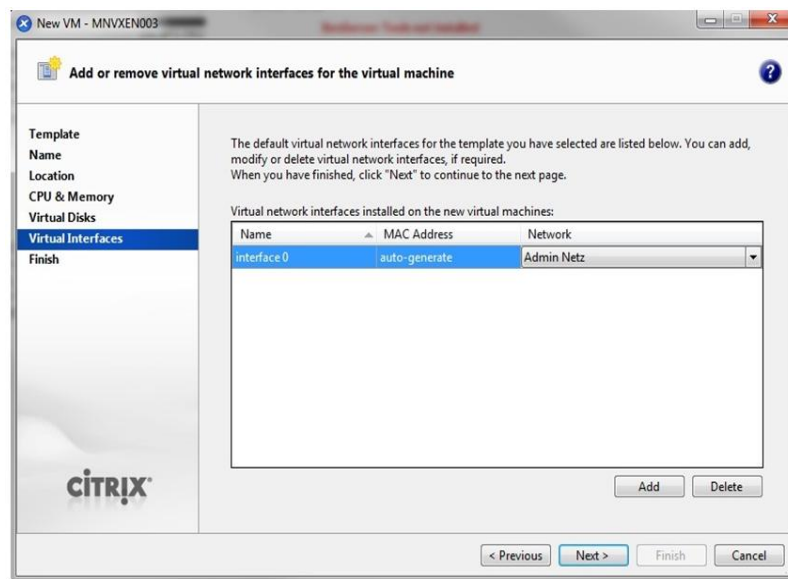 New VM - MNVXEN003
Add or remove virtual network interfaces for the virtual machine
Template
Name
Location
CPU & Memory
Virtual Disks
Virtual Interfaces
Finish
The default virtual network interfaces for the template you have selected are listed below. You can add,
modify or delete virtual network interfaces, if required.
When you have finished, click "Next" to continue to the next page.
Virtual network interfaces installed on the new virtual machines:
Name MAC Address Network
interface 0 auto-generate Admin Netz
Add Delete
CITRIX
< Previous Next > Finish Cancel